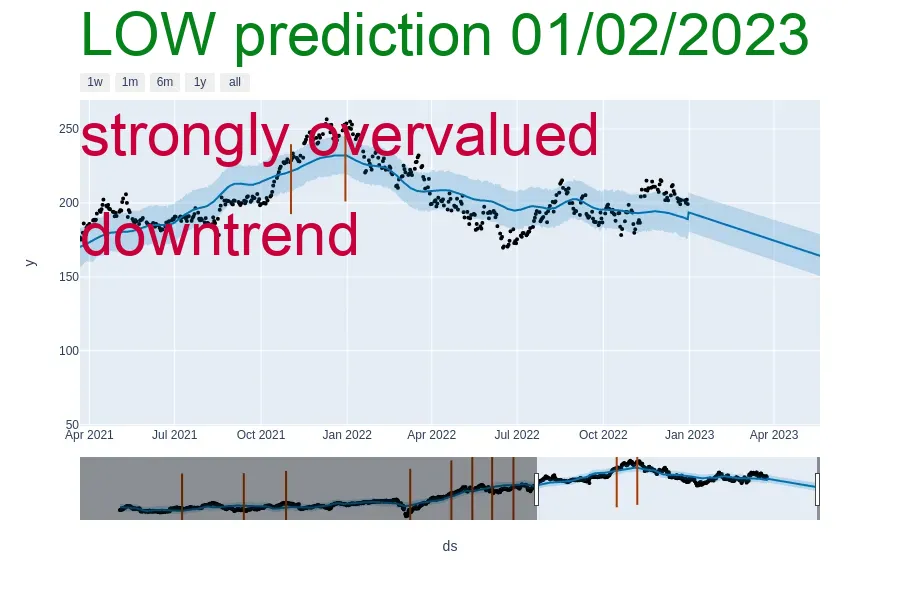 LOW prediction 01/02/2023
1w 1m 6m 1y all
250
strongly overvalued
200
downtrend
y
150
100
50
Apr 2021 Jul 2021 Oct 2021 Jan 2022 Apr 2022 Jul 2022 Oct 2022 Jan 2023 Apr 2023
ds